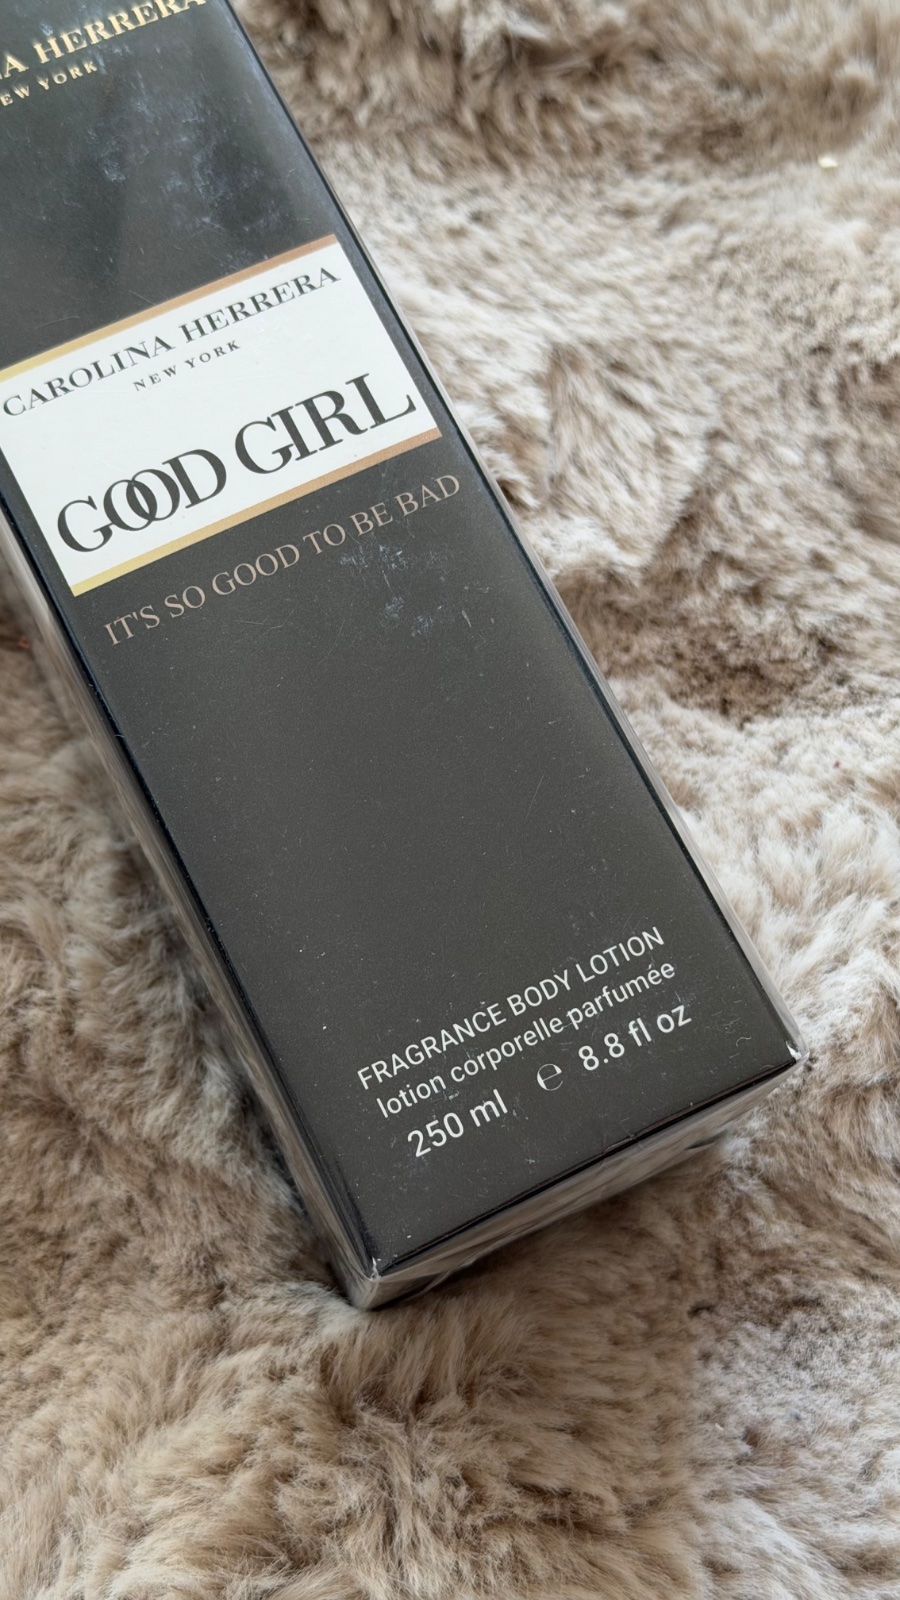 HERRERA
NEW YORK
CAROLINA HERRERA
NEW YORK
GOOD GIRL
IT'S SO GOOD TO BE BAD
FRAGRANCE BODY LOTION
lotion corporelle parfumée
250 ml ℮ 8.8 fl oz